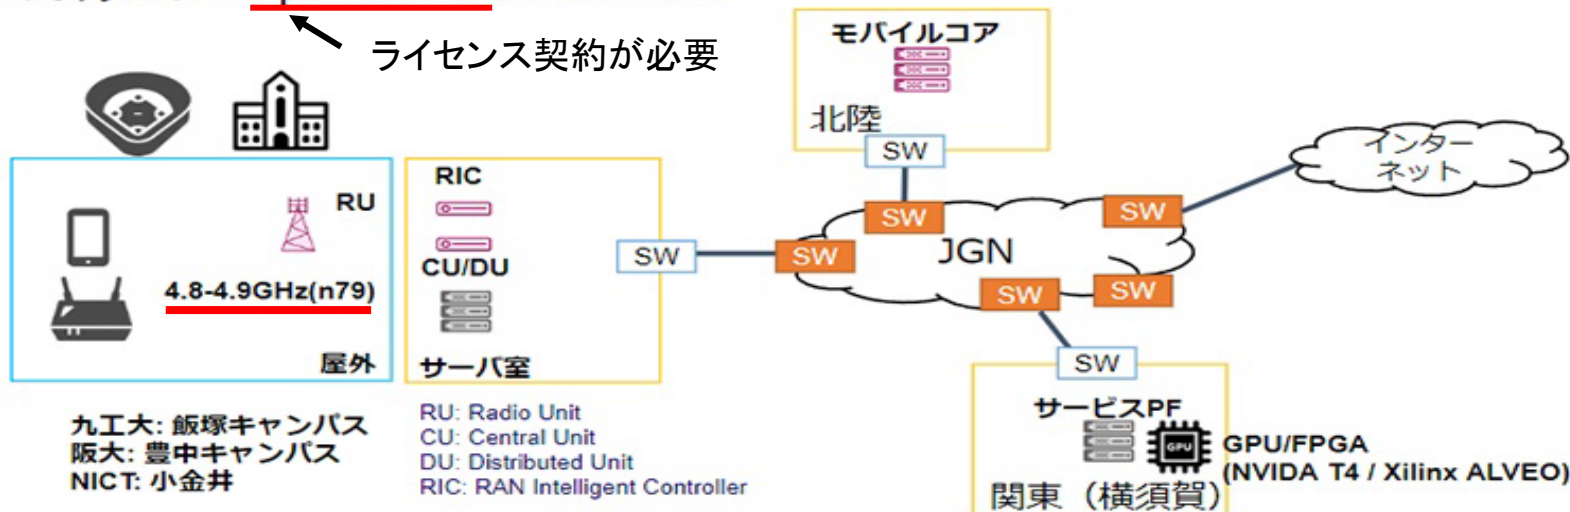 ライセンス契約が必要
モバイルコア
北陸
SW
インター
ネット
RIC
RU
SW
SW
SW
JGN
SW
CU/DU
4.8-4.9GHz(n79)
SW
SW
屋外
サーバ室
SW
サービスPF
九工大: 飯塚キャンパス
阪大: 豊中キャンパス
NICT: 小金井
RU: Radio Unit
CU: Central Unit
DU: Distributed Unit
RIC: RAN Intelligent Controller
GPU
GPU/FPGA
(NVIDA T4 / Xilinx ALVEO)
関東（横須賀）